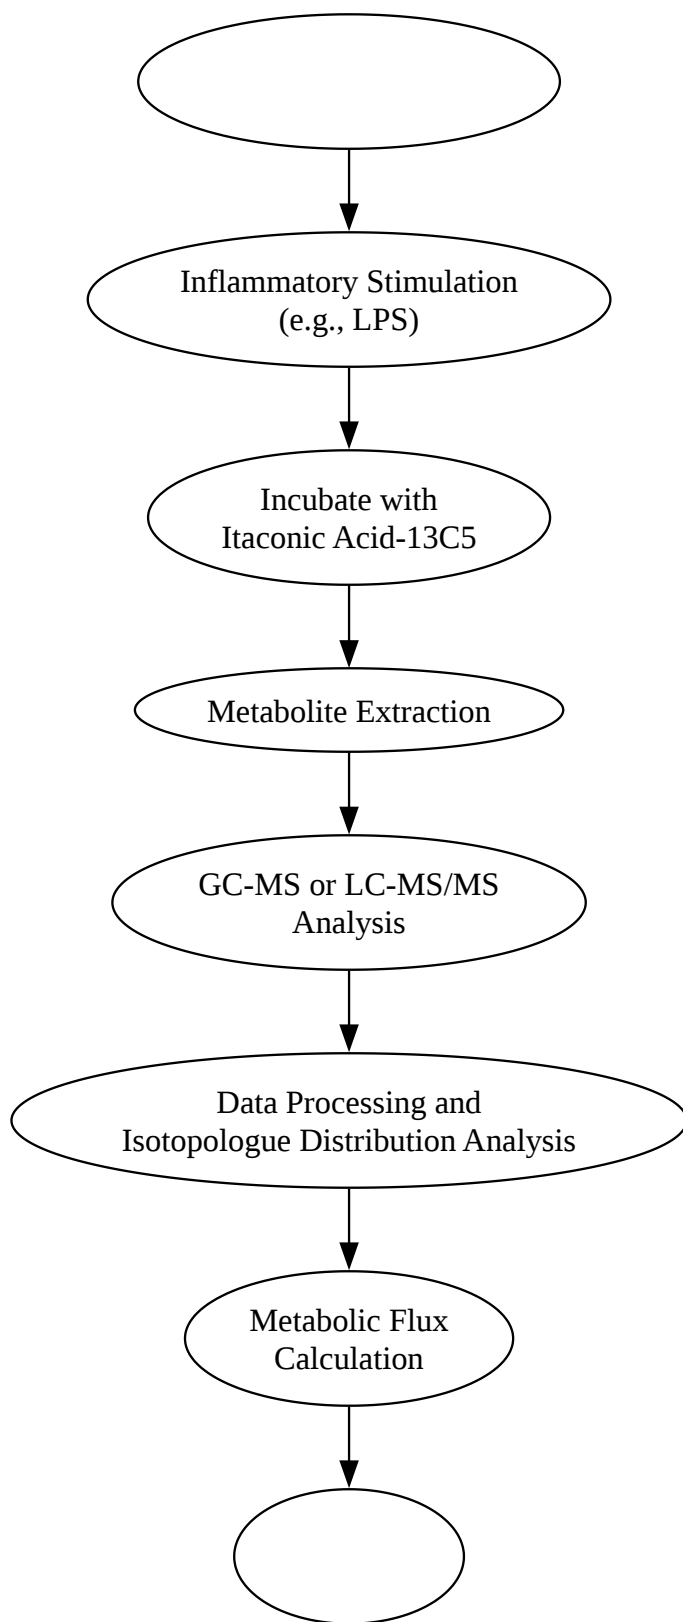 Inflammatory Stimulation
(e.g., LPS)
Incubate with
Itaconic Acid-13C5
Metabolite Extraction
GC-MS or LC-MS/MS
Analysis
Data Processing and
Isotopologue Distribution Analysis
Metabolic Flux
Calculation